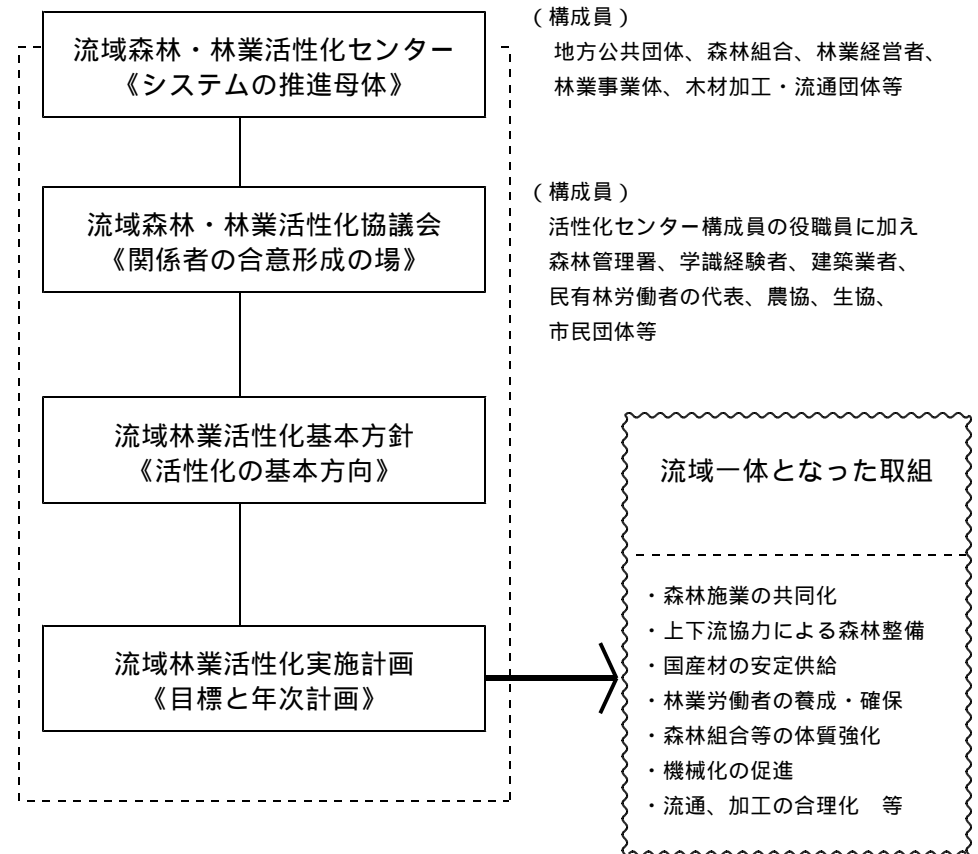 流域森林・林業活性化センター
《システムの推進母体》
（構成員）
地方公共団体、森林組合、林業経営者、
林業事業体、木材加工・流通団体等
流域森林・林業活性化協議会
《関係者の合意形成の場》
（構成員）
活性化センター構成員の役職員に加え
森林管理署、学識経験者、建築業者、
民有林労働者の代表、農協、生協、
市民団体等
流域林業活性化基本方針
《活性化の基本方向》
流域林業活性化実施計画
《目標と年次計画》
流域一体となった取組
・森林施業の共同化
・上下流協力による森林整備
・国産材の安定供給
・林業労働者の養成・確保
・森林組合等の体質強化
・機械化の促進
・流通、加工の合理化　等